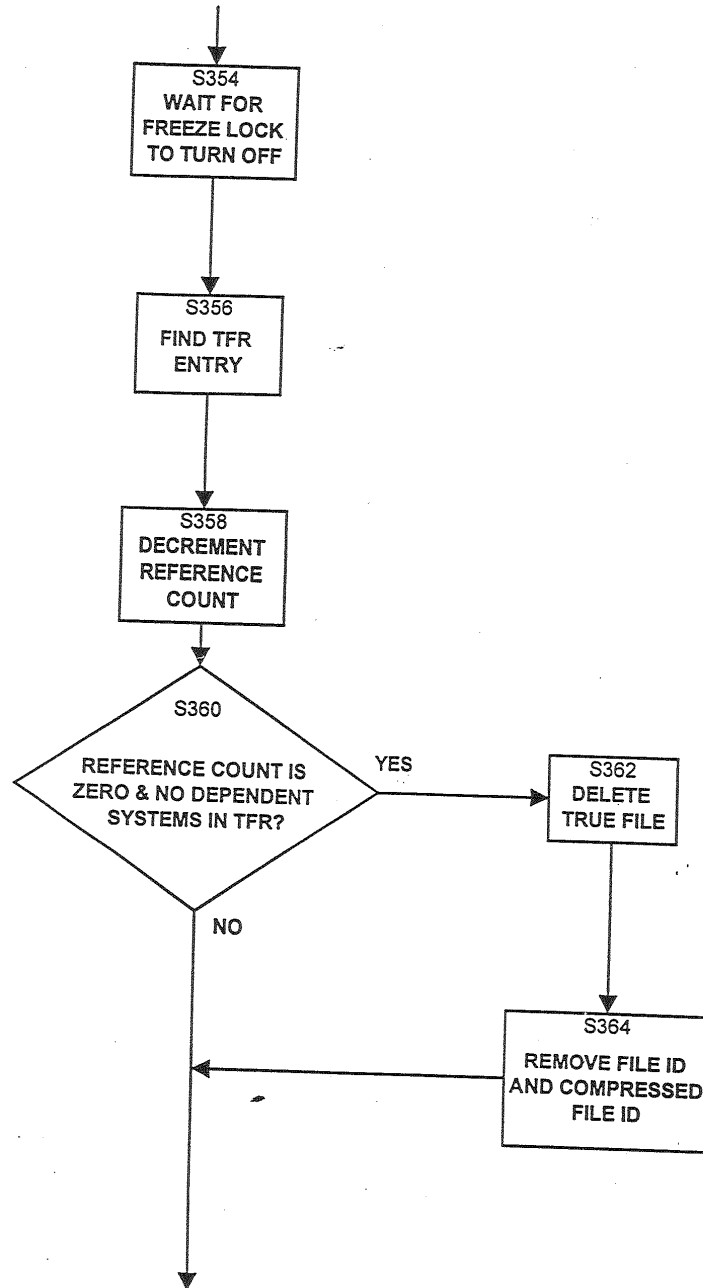 S354
WAIT FOR
FREEZE LOCK
TO TURN OFF
S356
FIND TFR
ENTRY
S358
DECREMENT
REFERENCE
COUNT
S360
REFERENCE COUNT IS
ZERO & NO DEPENDENT
SYSTEMS IN TFR?
YES
S362
DELETE
TRUE FILE
NO
S364
REMOVE FILE ID
AND COMPRESSED
FILE ID